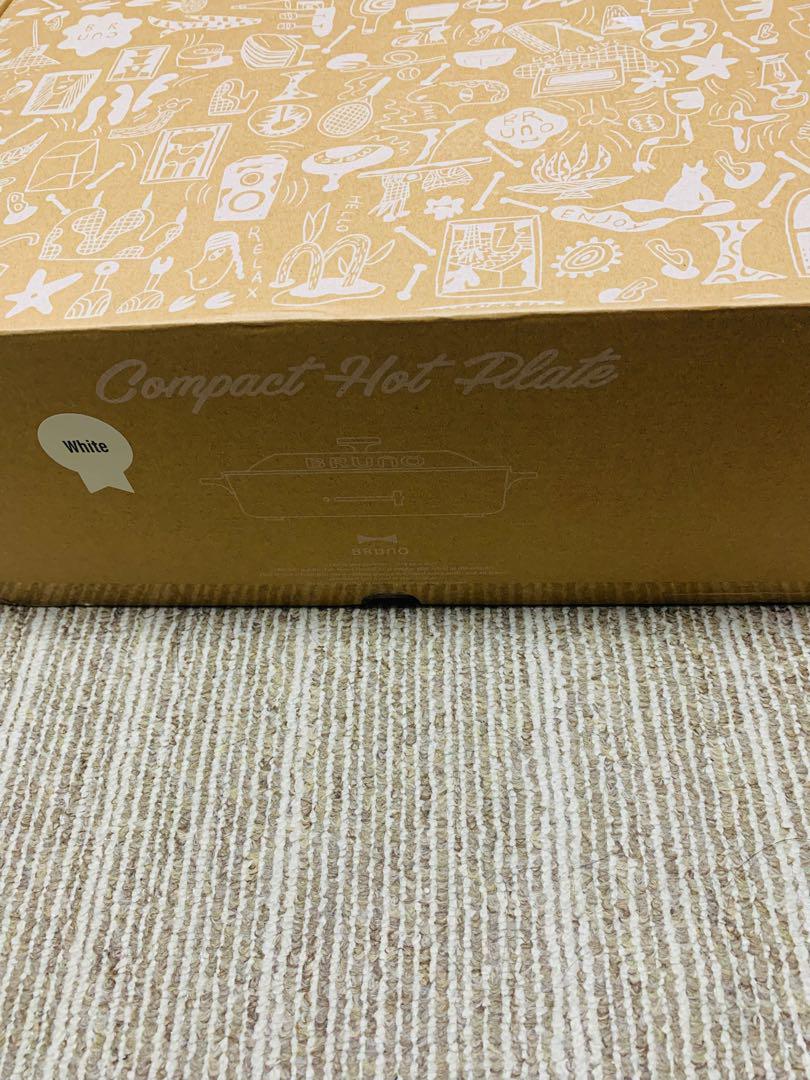 BRUNO
BRUNO
RELAX
HELLO
ENJOY
Compact Hot Plate
White
BRUNO
BRUNO